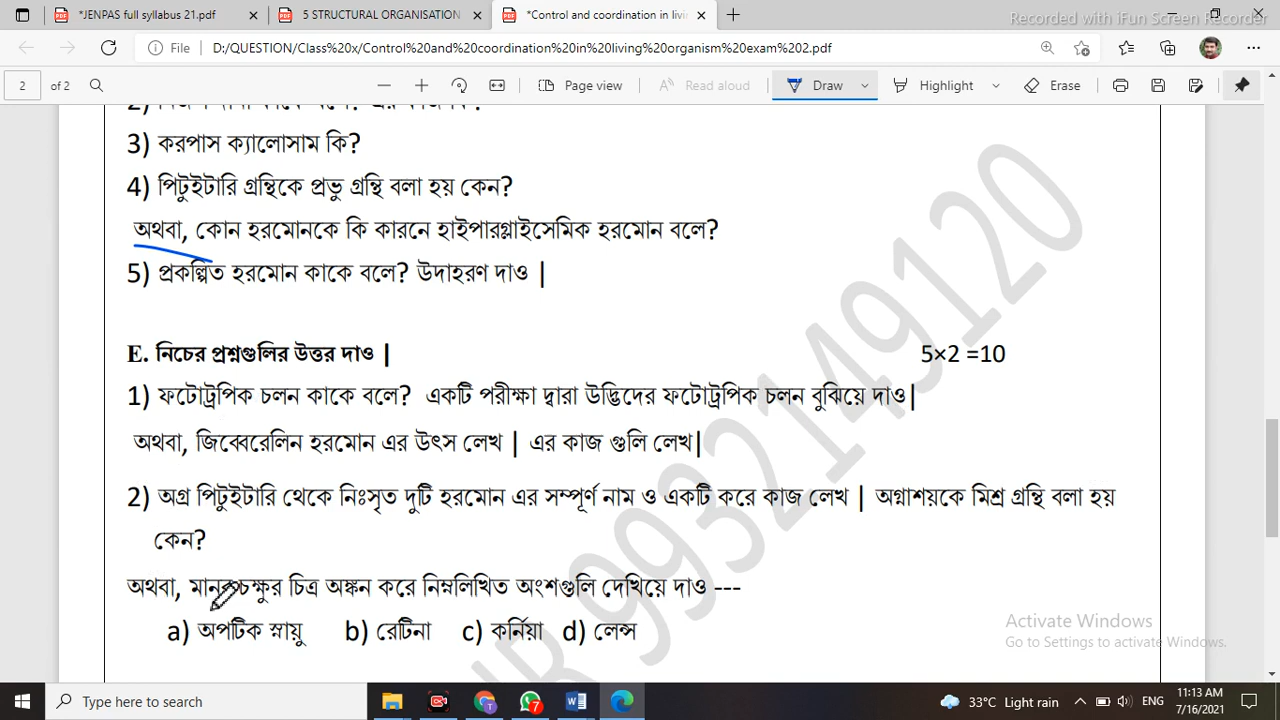 *JENPAS full syllabus 21.pdf
5 STRUCTURAL ORGANISATION
*Control and coordination in livi
Recorded with iFun Screen Recorder
File
D:/QUESTION/Class%20x/Control%20and%20coordination%20in%20living%20organism%20exam%202.pdf
2 of 2
Page view
Read aloud
Draw
Highlight
Erase
3) করপাস ক্যালোসাম কি?
4) পিটুইটারি গ্রন্থিকে প্রভু গ্রন্থি বলা হয় কেন?
অথবা, কোন হরমোনকে কি কারনে হাইপারগ্লাইসেমিক হরমোন বলে?
5) প্রকল্পিত হরমোন কাকে বলে? উদাহরণ দাও |
E. নিচের প্রশ্নগুলির উত্তর দাও | 5×2 =10
1) ফটোট্রপিক চলন কাকে বলে? একটি পরীক্ষা দ্বারা উদ্ভিদের ফটোট্রপিক চলন বুঝিয়ে দাও|
অথবা, জিব্বেরেলিন হরমোন এর উৎস লেখ | এর কাজ গুলি লেখ|
2) অগ্র পিটুইটারি থেকে নিঃসৃত দুটি হরমোন এর সম্পূর্ণ নাম ও একটি করে কাজ লেখ | অগ্নাশয়কে মিশ্র গ্রন্থি বলা হয়
কেন?
অথবা, মানব চক্ষুর চিত্র অঙ্কন করে নিম্নলিখিত অংশগুলি দেখিয়ে দাও ---
a) অপটিক স্নায়ু b) রেটিনা c) কর্নিয়া d) লেন্স
9932149120
Activate Windows
Go to Settings to activate Windows.
Type here to search
7
33°C Light rain
ENG
11:13 AM
7/16/2021